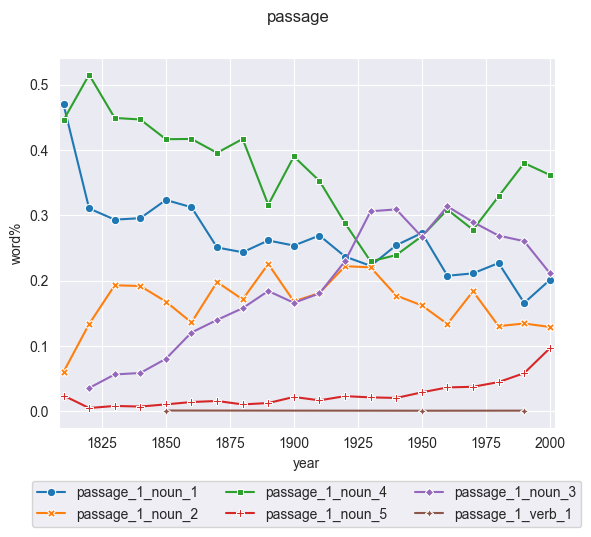 passage
0.5
0.4
0.3
0.2
0.1
0.0
word%
1825 1850 1875 1900 1925 1950 1975 2000
year
passage_1_noun_1 passage_1_noun_4 passage_1_noun_3
passage_1_noun_2 passage_1_noun_5 passage_1_verb_1